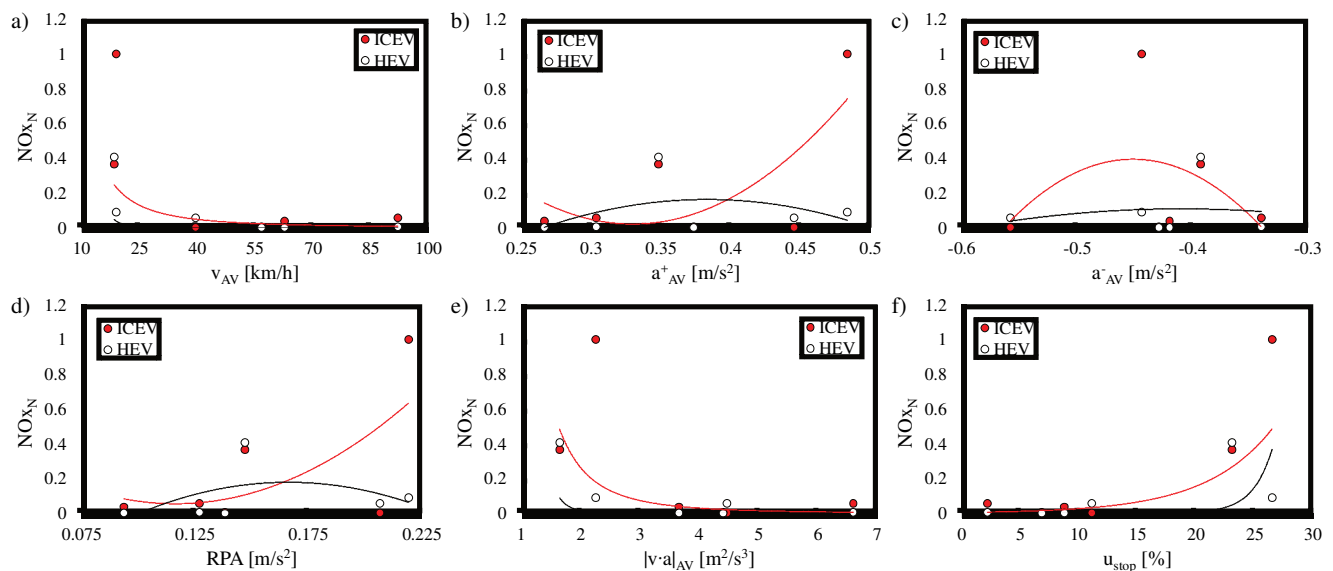 a)
1.2
1
0.8
0.6
0.4
0.2
0
NOx_N
ICEV
HEV
10 25 40 55 70 85 100
v_AV [km/h]
b)
1.2
1
0.8
0.6
0.4
0.2
0
NOx_N
ICEV
HEV
0.25 0.3 0.35 0.4 0.45 0.5
a⁺_AV [m/s²]
c)
1.2
1
0.8
0.6
0.4
0.2
0
NOx_N
ICEV
HEV
-0.6 -0.5 -0.4 -0.3
a⁻_AV [m/s²]
d)
1.2
1
0.8
0.6
0.4
0.2
0
NOx_N
ICEV
HEV
0.075 0.125 0.175 0.225
RPA [m/s²]
e)
1.2
1
0.8
0.6
0.4
0.2
0
NOx_N
ICEV
HEV
1 2 3 4 5 6 7
|v·a|_AV [m²/s³]
f)
1.2
1
0.8
0.6
0.4
0.2
0
NOx_N
ICEV
HEV
0 5 10 15 20 25 30
u_stop [%]